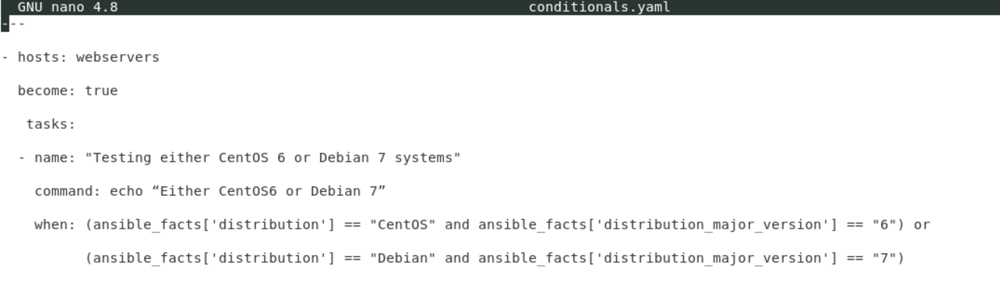 GNU nano 4.8 conditionals.yaml
---
- hosts: webservers
  become: true
   tasks:
  - name: "Testing either CentOS 6 or Debian 7 systems"
    command: echo “Either CentOS6 or Debian 7”
    when: (ansible_facts['distribution'] == "CentOS" and ansible_facts['distribution_major_version'] == "6") or
          (ansible_facts['distribution'] == "Debian" and ansible_facts['distribution_major_version'] == "7")